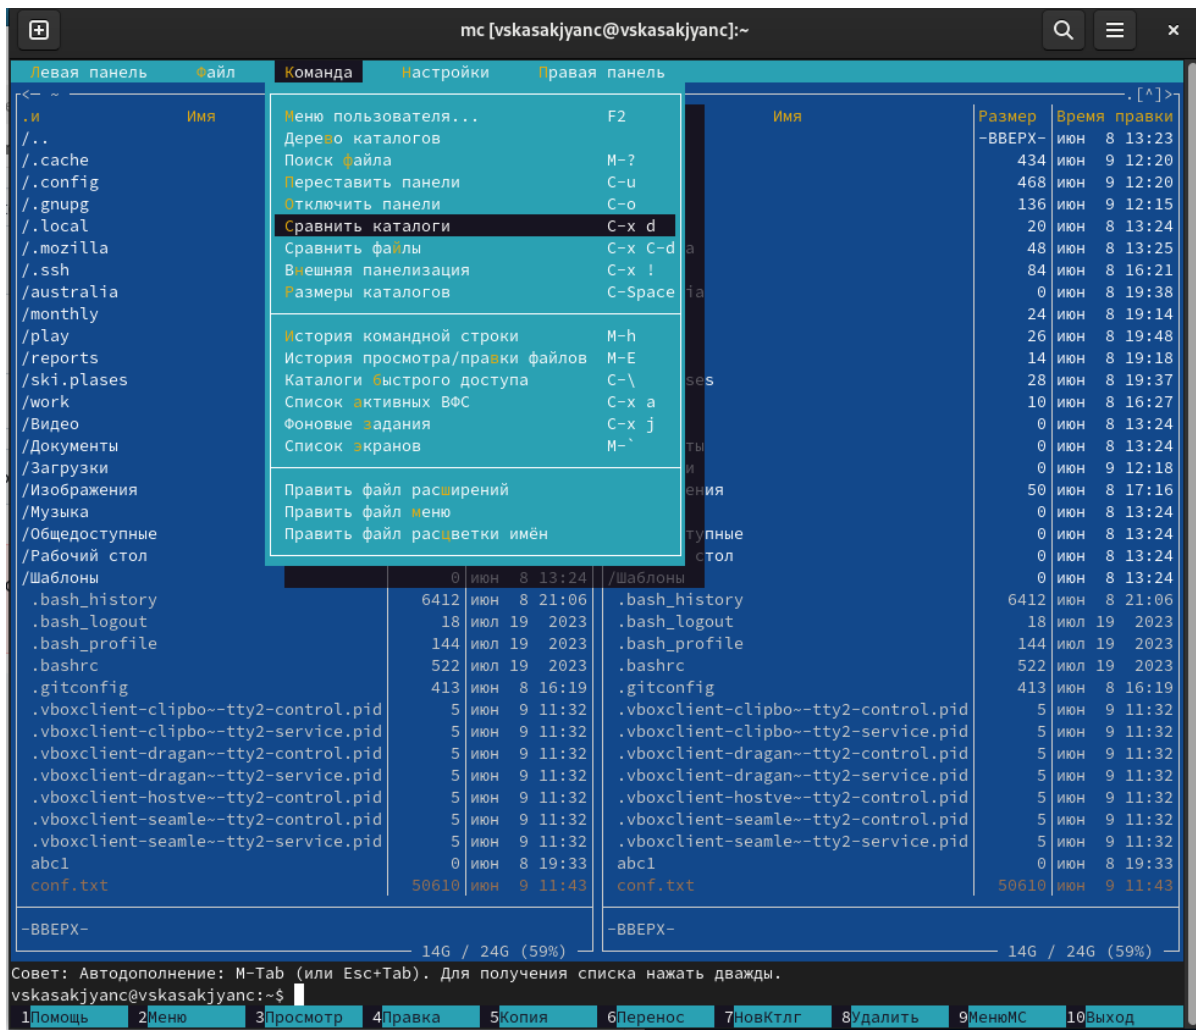 mc [vskasakjyanc@vskasakjyanc]:~
Левая панель Файл Команда Настройки Правая панель
<− ~ .[^]>
.и Имя Меню пользователя... F2 Имя Размер Время правки
/.. Дерево каталогов -ВВЕРХ- июн 8 13:23
/.cache Поиск файла M-? 434 июн 9 12:20
/.config Переставить панели C-u 468 июн 9 12:20
/.gnupg Отключить панели C-o 136 июн 9 12:15
/.local Сравнить каталоги C-x d 20 июн 8 13:24
/.mozilla Сравнить файлы C-x C-d a 48 июн 8 13:25
/.ssh Внешняя панелизация C-x ! 84 июн 8 16:21
/australia Размеры каталогов C-Space ia 0 июн 8 19:38
/monthly 24 июн 8 19:14
/play История командной строки M-h 26 июн 8 19:48
/reports История просмотра/правки файлов M-E 14 июн 8 19:18
/ski.plases Каталоги быстрого доступа C-\ ses 28 июн 8 19:37
/work Список активных ВФС C-x a 10 июн 8 16:27
/Видео Фоновые задания C-x j 0 июн 8 13:24
/Документы Список экранов M-` ты 0 июн 8 13:24
/Загрузки и 0 июн 9 12:18
/Изображения Править файл расширений ения 50 июн 8 17:16
/Музыка Править файл меню 0 июн 8 13:24
/Общедоступные Править файл расцветки имён тупные 0 июн 8 13:24
/Рабочий стол стол 0 июн 8 13:24
/Шаблоны 0 июн 8 13:24 /Шаблоны 0 июн 8 13:24
.bash_history 6412 июн 8 21:06 .bash_history 6412 июн 8 21:06
.bash_logout 18 июл 19 2023 .bash_logout 18 июл 19 2023
.bash_profile 144 июл 19 2023 .bash_profile 144 июл 19 2023
.bashrc 522 июл 19 2023 .bashrc 522 июл 19 2023
.gitconfig 413 июн 8 16:19 .gitconfig 413 июн 8 16:19
.vboxclient-clipbo~-tty2-control.pid 5 июн 9 11:32 .vboxclient-clipbo~-tty2-control.pid 5 июн 9 11:32
.vboxclient-clipbo~-tty2-service.pid 5 июн 9 11:32 .vboxclient-clipbo~-tty2-service.pid 5 июн 9 11:32
.vboxclient-dragan~-tty2-control.pid 5 июн 9 11:32 .vboxclient-dragan~-tty2-control.pid 5 июн 9 11:32
.vboxclient-dragan~-tty2-service.pid 5 июн 9 11:32 .vboxclient-dragan~-tty2-service.pid 5 июн 9 11:32
.vboxclient-hostve~-tty2-control.pid 5 июн 9 11:32 .vboxclient-hostve~-tty2-control.pid 5 июн 9 11:32
.vboxclient-seamle~-tty2-control.pid 5 июн 9 11:32 .vboxclient-seamle~-tty2-control.pid 5 июн 9 11:32
.vboxclient-seamle~-tty2-service.pid 5 июн 9 11:32 .vboxclient-seamle~-tty2-service.pid 5 июн 9 11:32
abc1 0 июн 8 19:33 abc1 0 июн 8 19:33
conf.txt 50610 июн 9 11:43 conf.txt 50610 июн 9 11:43
-ВВЕРХ- -ВВЕРХ-
14G / 24G (59%) 14G / 24G (59%)
Совет: Автодополнение: M-Tab (или Esc+Tab). Для получения списка нажать дважды.
vskasakjyanc@vskasakjyanc:~$
1Помощь 2Меню 3Просмотр 4Правка 5Копия 6Перенос 7НовКтлг 8Удалить 9МенюMC 10Выход